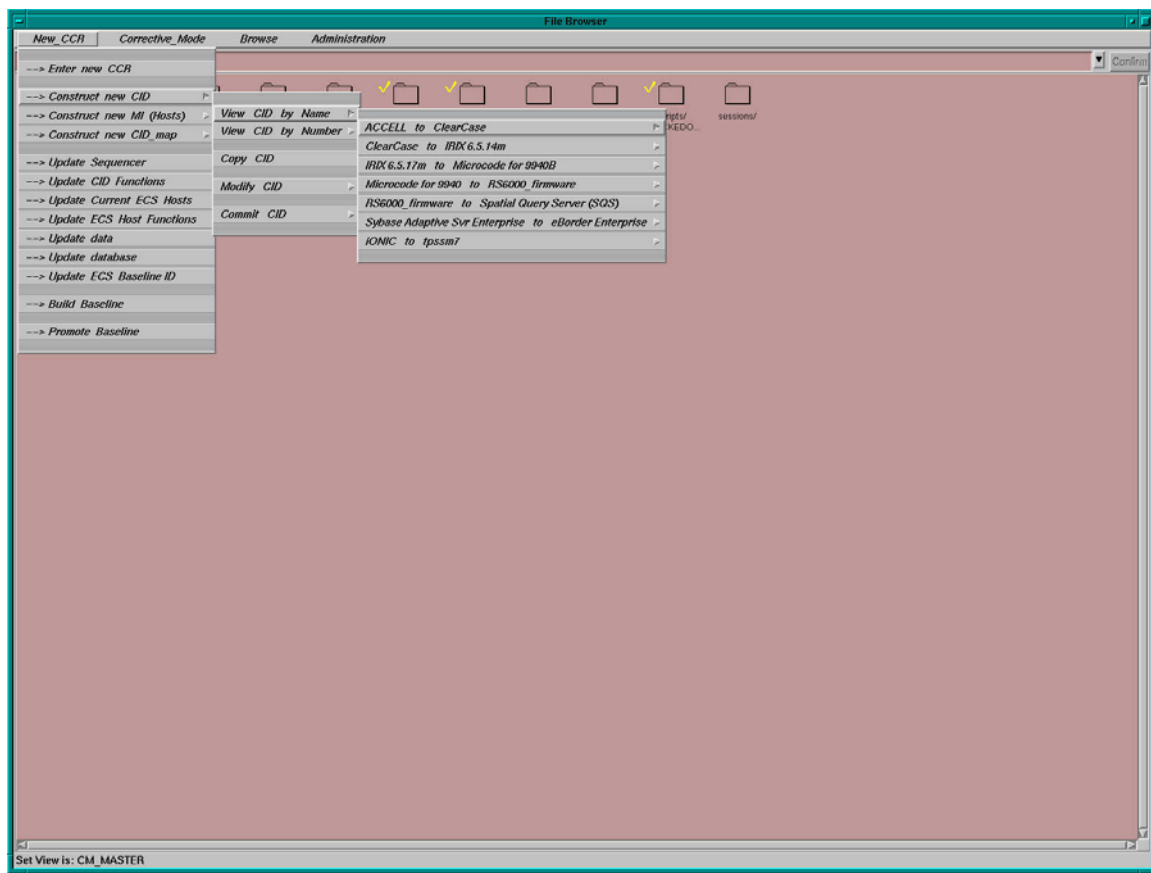 File Browser
New_CCR Corrective_Mode Browse Administration
Confirm
--> Enter new CCR
--> Construct new CID
--> Construct new MI (Hosts)
--> Construct new CID_map
--> Update Sequencer
--> Update CID Functions
--> Update Current ECS Hosts
--> Update ECS Host Functions
--> Update data
--> Update database
--> Update ECS Baseline ID
--> Build Baseline
--> Promote Baseline
View CID by Name
View CID by Number
Copy CID
Modify CID
Commit CID
ACCELL to ClearCase
ClearCase to IRIX 6.5.14m
IRIX 6.5.17m to Microcode for 9940B
Microcode for 9940 to RS6000_firmware
RS6000_firmware to Spatial Query Server (SQS)
Sybase Adaptive Svr Enterprise to eBorder Enterprise
iONIC to tpssm7
sessions/
Set View is: CM_MASTER